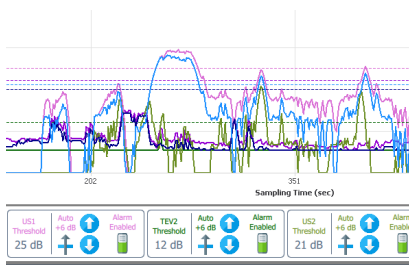 202 351
Sampling Time (sec)
US1 Auto Alarm TEV2 Auto Alarm US2 Auto Alarm
Threshold +6 dB Enabled Threshold +6 dB Enabled Threshold +6 dB Enabled
25 dB 12 dB 21 dB